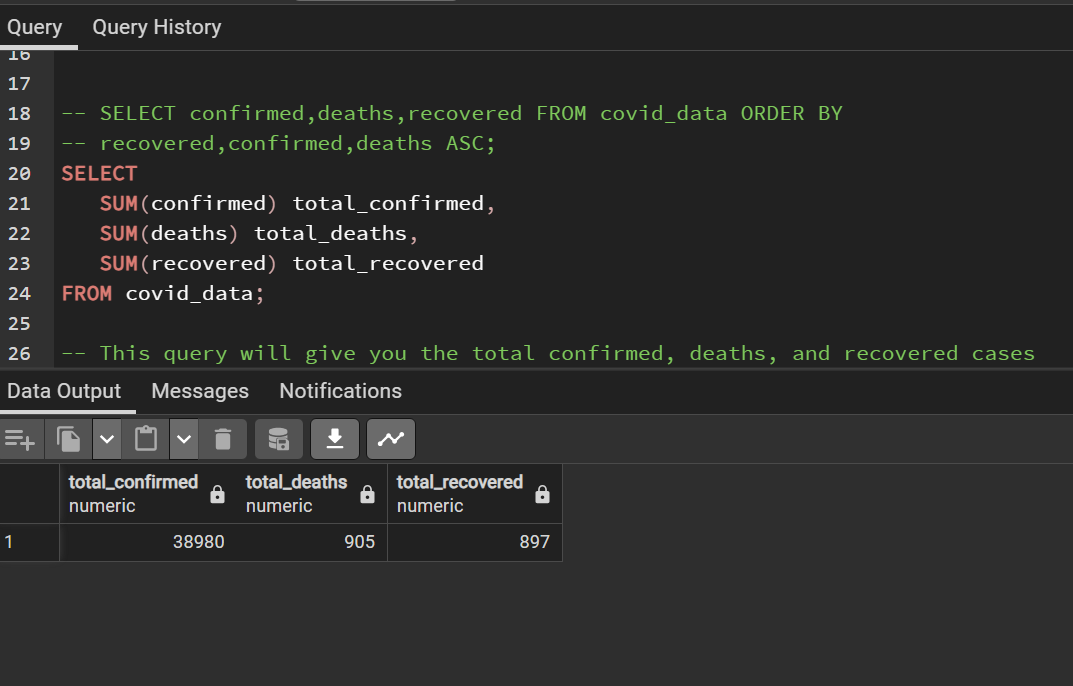 Query Query History
16
17
18 -- SELECT confirmed,deaths,recovered FROM covid_data ORDER BY
19 -- recovered,confirmed,deaths ASC;
20 SELECT
21 SUM(confirmed) total_confirmed,
22 SUM(deaths) total_deaths,
23 SUM(recovered) total_recovered
24 FROM covid_data;
25
26 -- This query will give you the total confirmed, deaths, and recovered cases
Data Output Messages Notifications
total_confirmed total_deaths total_recovered
numeric numeric numeric
1 38980 905 897